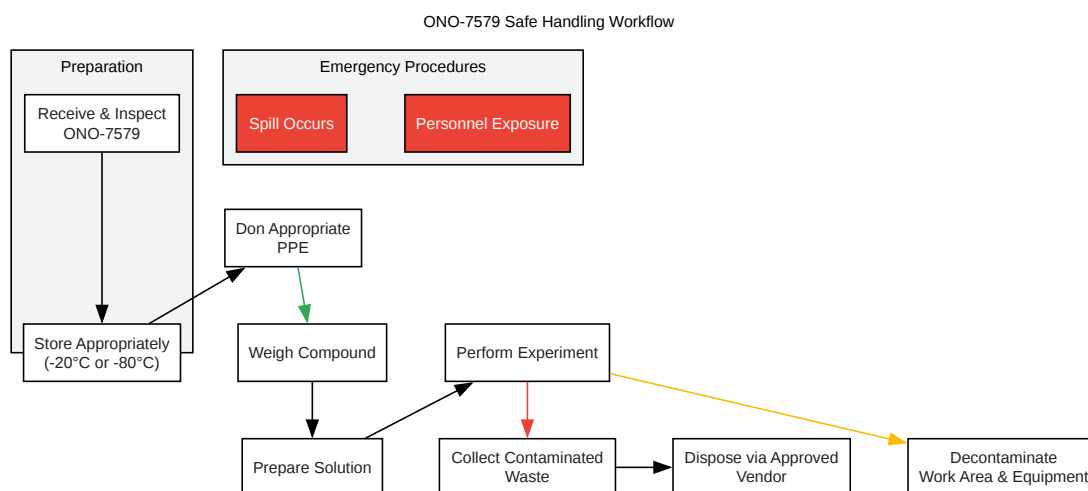 ONO-7579 Safe Handling Workflow
Preparation
Emergency Procedures
Receive & Inspect
ONO-7579
Spill Occurs
Personnel Exposure
Don Appropriate
PPE
Store Appropriately
(-20°C or -80°C)
Weigh Compound
Perform Experiment
Prepare Solution
Collect Contaminated
Waste
Dispose via Approved
Vendor
Decontaminate
Work Area & Equipment